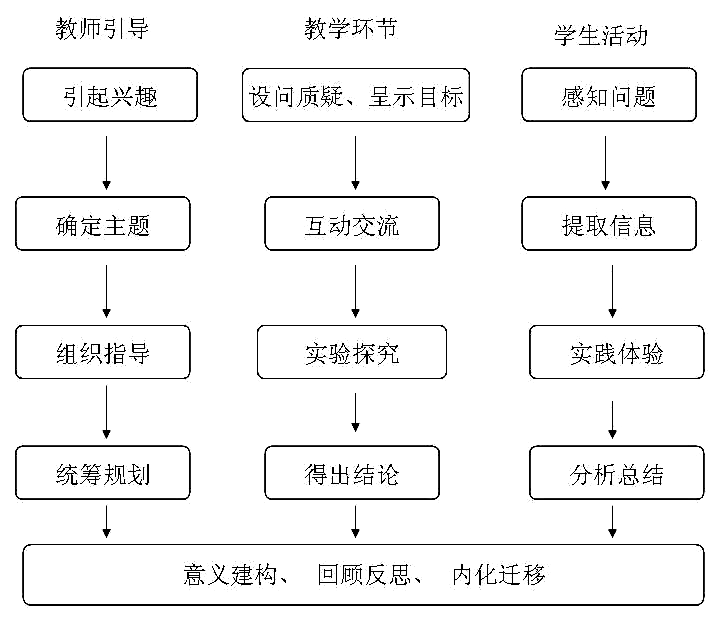 教师引导 教学环节 学生活动
引起兴趣 设问质疑、呈示目标 感知问题
确定主题 互动交流 提取信息
组织指导 实验探究 实践体验
统筹规划 得出结论 分析总结
意义建构、 回顾反思、 内化迁移